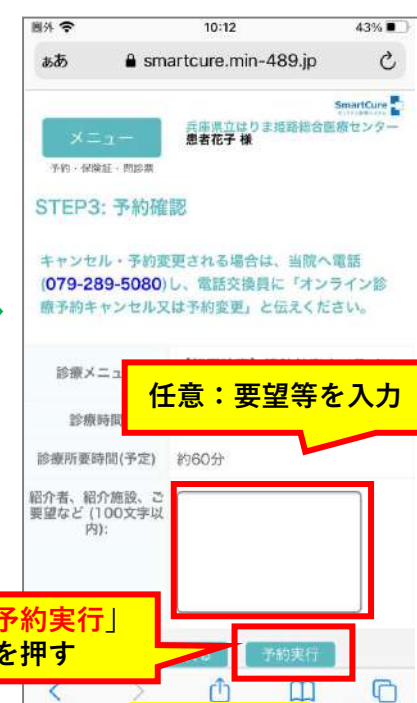 圏外 10:12 43%
ぁあ smartcure.min-489.jp
SmartCure
メニュー
兵庫県立はりま姫路総合医療センター
患者花子 様
予約・保険証・問診票
STEP3: 予約確認
キャンセル・予約変更される場合は、当院へ電話
(079-289-5080)し、電話交換員に「オンライン診
療予約キャンセル又は予約変更」と伝えください。
診療メニュ
任意：要望等を入力
診療時間
診療所要時間(予定) 約60分
紹介者、紹介施設、ご
要望など (100文字以
内):
予約実行」
を押す
予約実行